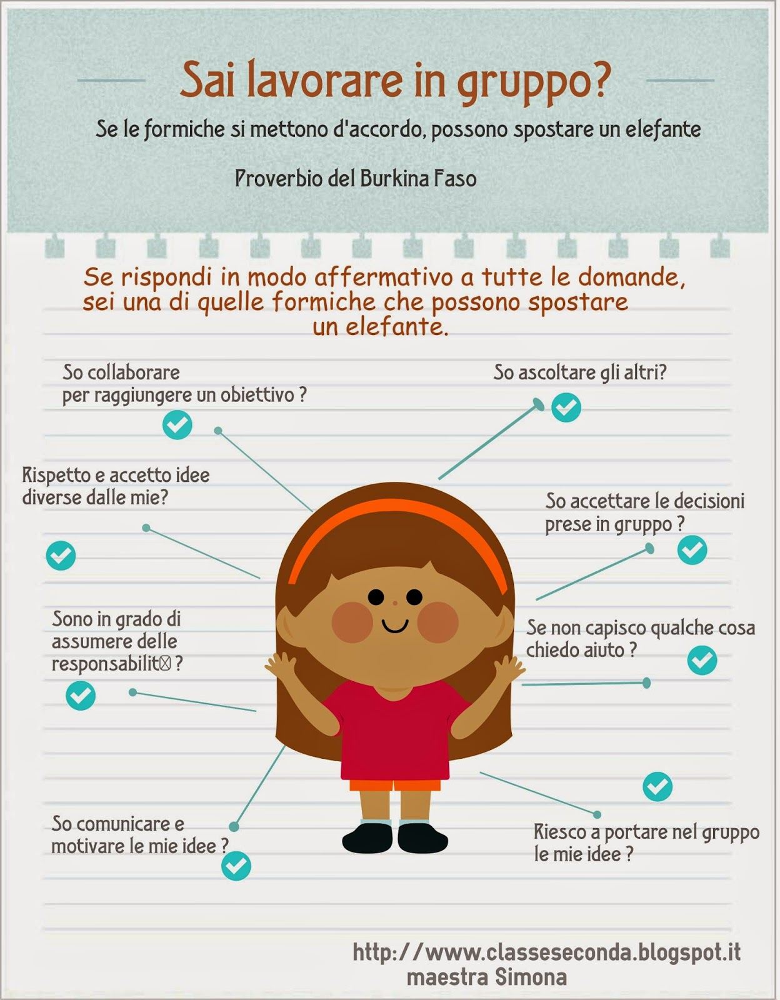 Sai lavorare in gruppo?
Se le formiche si mettono d'accordo, possono spostare un elefante
Proverbio del Burkina Faso
Se rispondi in modo affermativo a tutte le domande,
sei una di quelle formiche che possono spostare
un elefante.
So collaborare
per raggiungere un obiettivo ?
So ascoltare gli altri?
Rispetto e accetto idee
diverse dalle mie?
So accettare le decisioni
prese in gruppo ?
Sono in grado di
assumere delle
responsabilit☒ ?
Se non capisco qualche cosa
chiedo aiuto ?
So comunicare e
motivare le mie idee ?
Riesco a portare nel gruppo
le mie idee ?
http://www.classeseconda.blogspot.it
maestra Simona